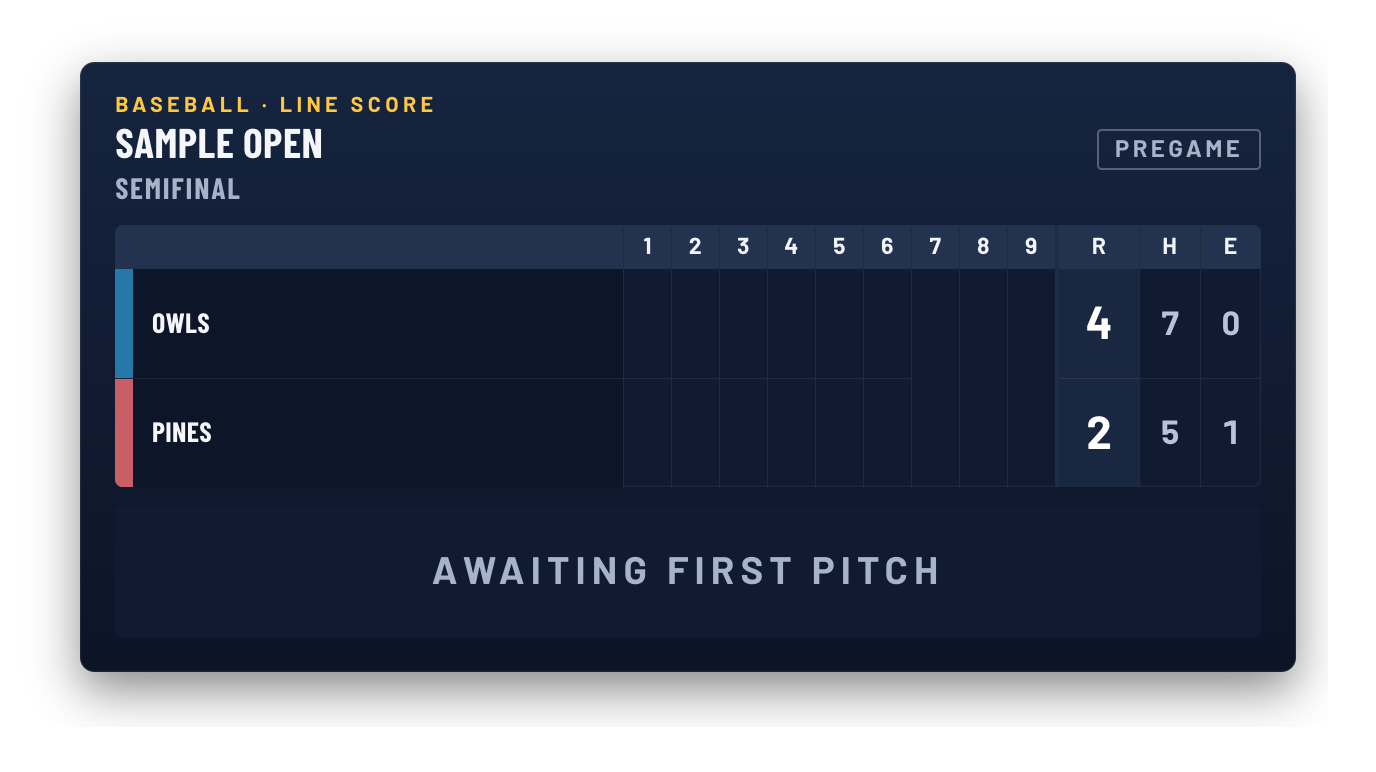 BASEBALL · LINE SCORE
SAMPLE OPEN
PREGAME
SEMIFINAL
1 2 3 4 5 6 7 8 9 R H E
OWLS 4 7 0
PINES 2 5 1
AWAITING FIRST PITCH